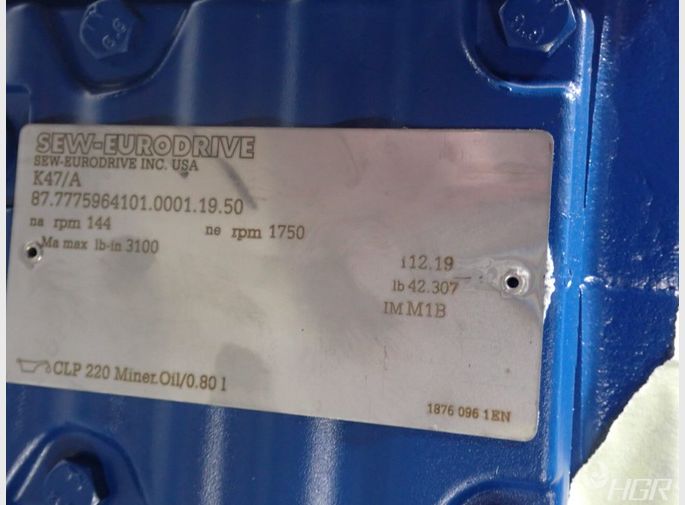 SEW-EURODRIVE
SEW-EURODRIVE INC. USA
K47/A
87.7775964101.0001.19.50
na rpm 144 ne rpm 1750
Ma max lb-in 3100
i 12.19
lb 42.307
IM M1B
CLP 220 Miner.Oil/0.80 l
1876 096 1EN
HGR